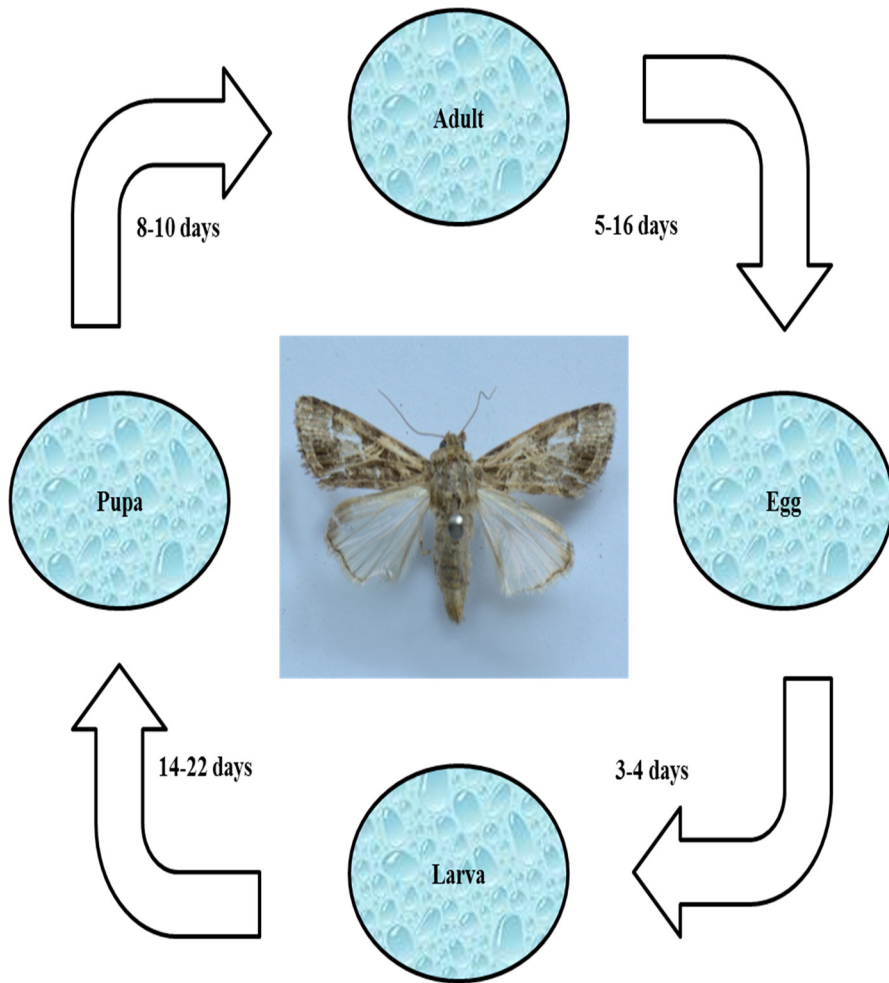 Adult
8-10 days
5-16 days
Pupa
Egg
14-22 days
3-4 days
Larva